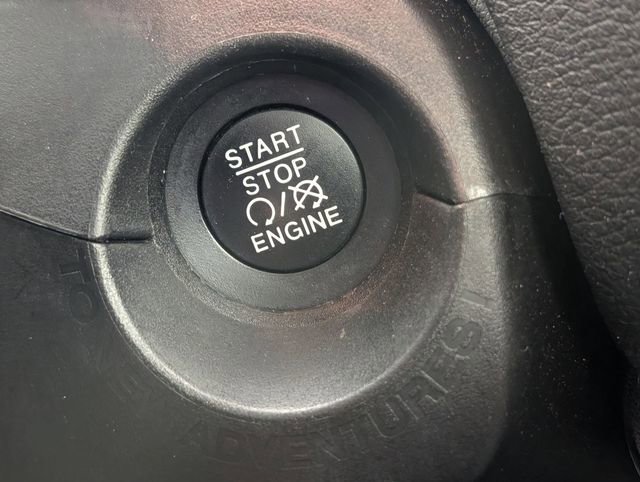 START
STOP
ENGINE
TO NEW ADVENTURES!